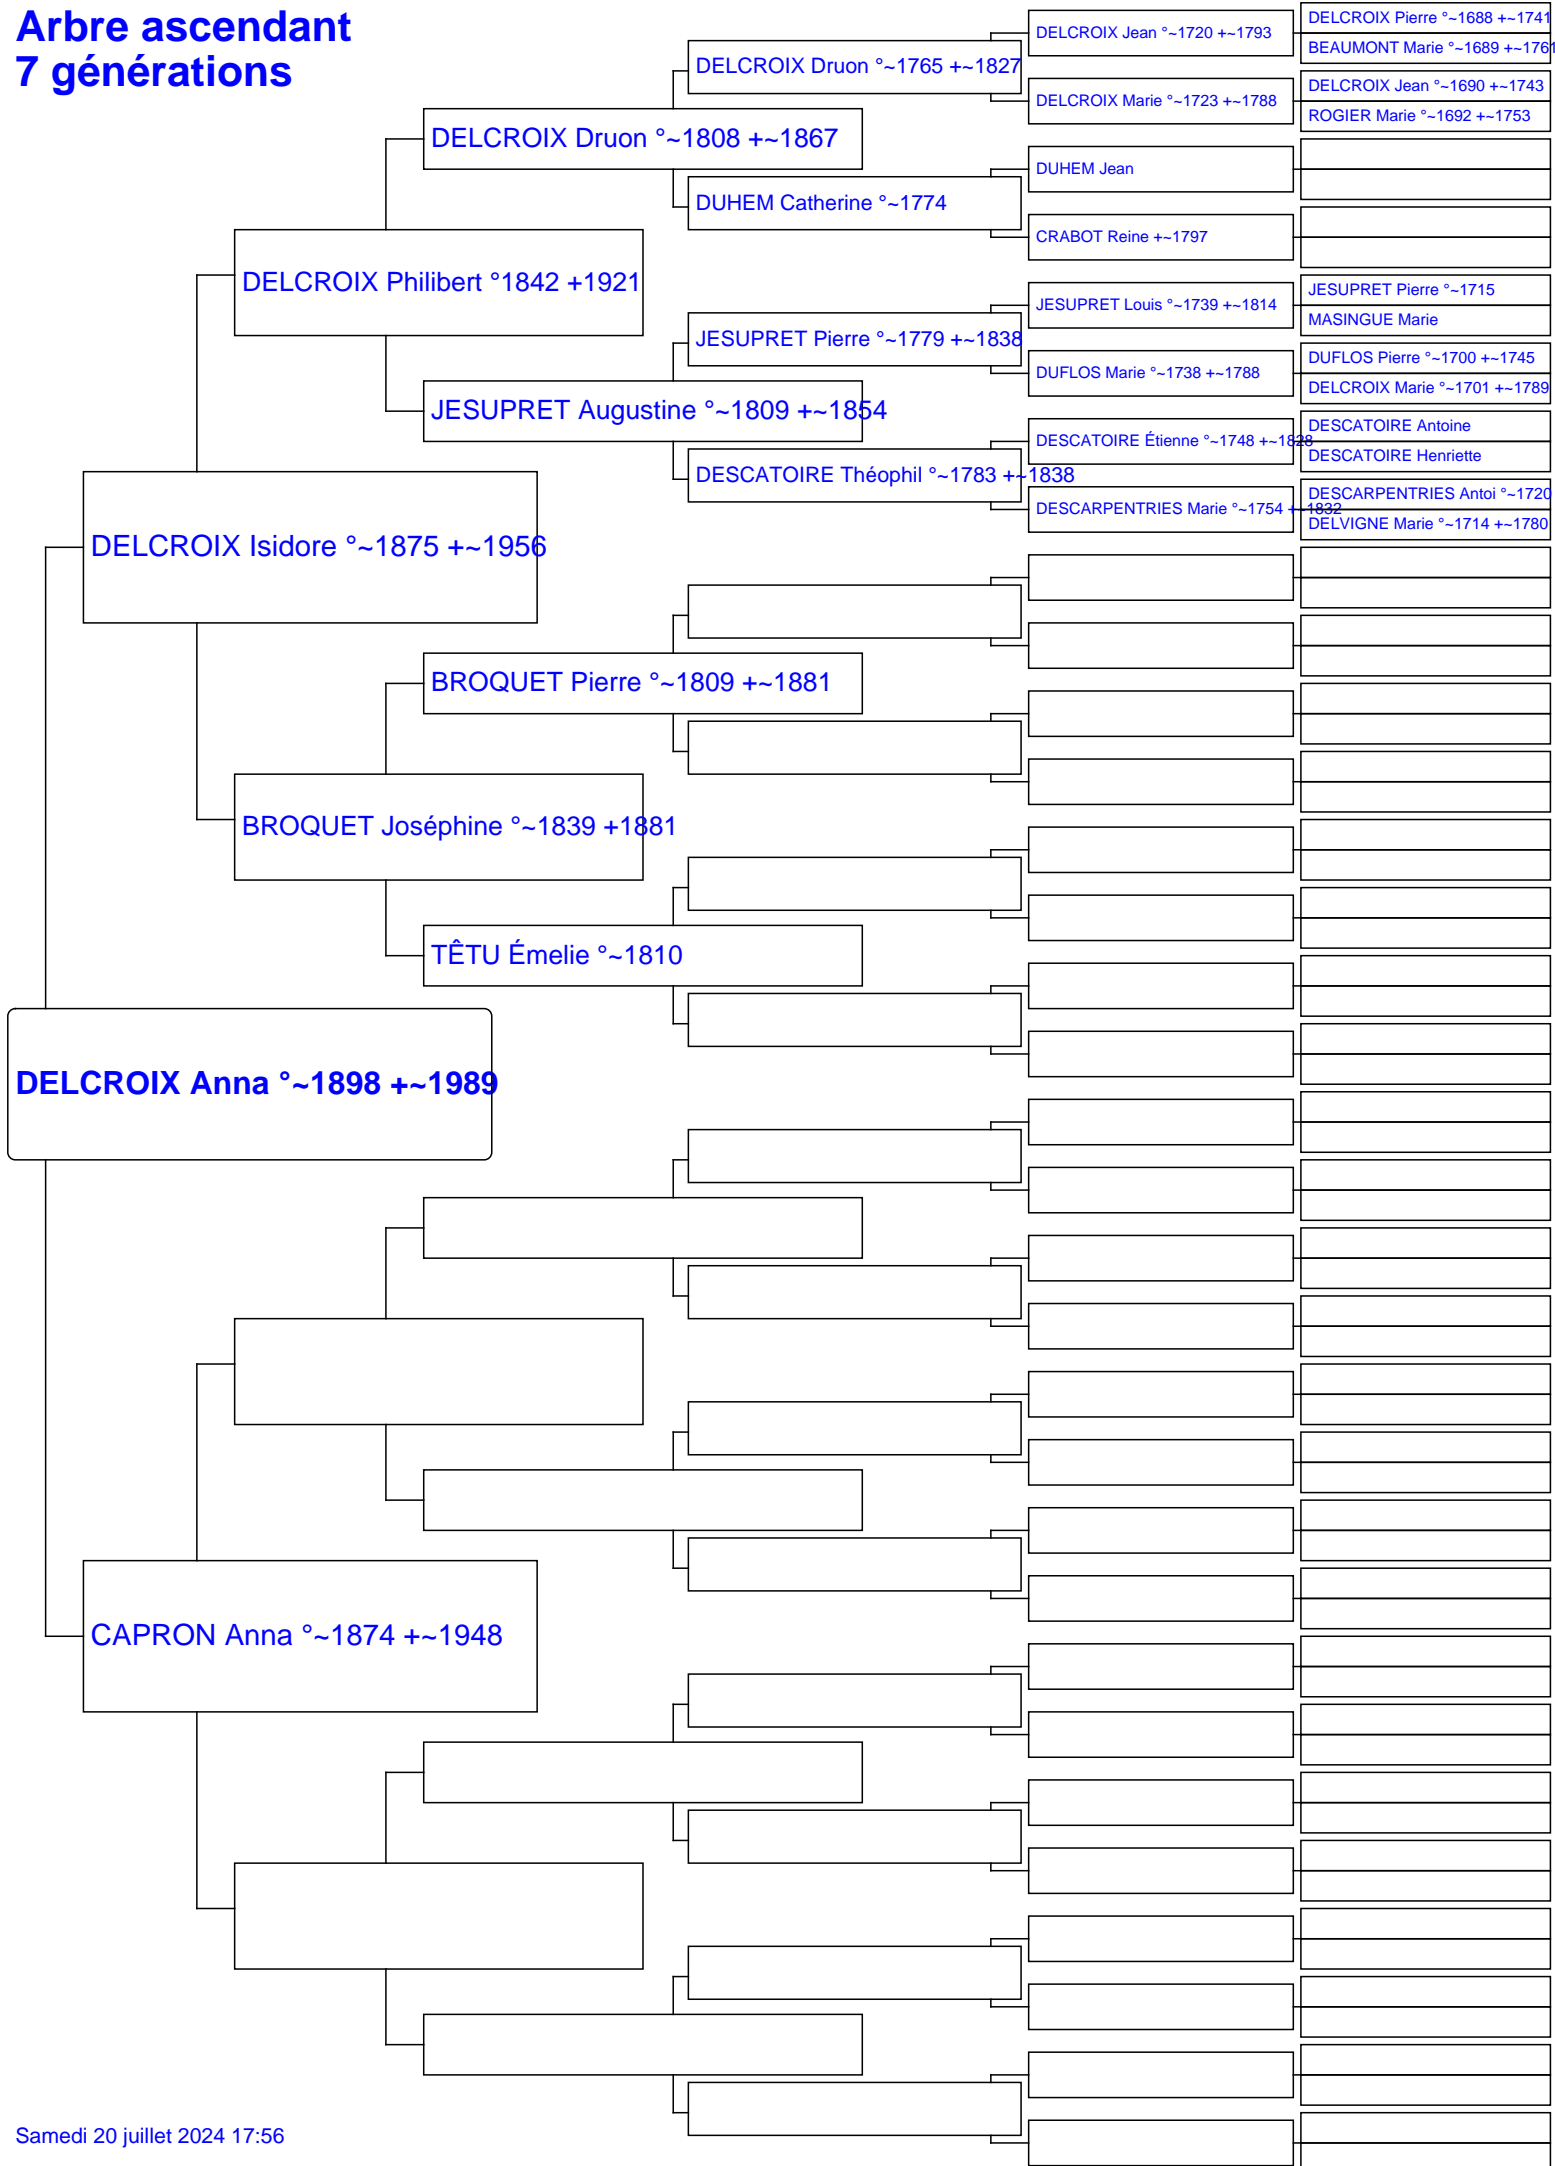 Arbre ascendant
7 générations
DELCROIX Pierre °~1688 +~1741
DELCROIX Jean °~1720 +~1793
BEAUMONT Marie °~1689 +~1761
DELCROIX Druon °~1765 +~1827
DELCROIX Jean °~1690 +~1743
DELCROIX Marie °~1723 +~1788
ROGIER Marie °~1692 +~1753
DELCROIX Druon °~1808 +~1867
DUHEM Jean
DUHEM Catherine °~1774
CRABOT Reine +~1797
DELCROIX Philibert °1842 +1921
JESUPRET Pierre °~1715
JESUPRET Louis °~1739 +~1814
MASINGUE Marie
JESUPRET Pierre °~1779 +~1838
DUFLOS Pierre °~1700 +~1745
DUFLOS Marie °~1738 +~1788
DELCROIX Marie °~1701 +~1789
JESUPRET Augustine °~1809 +~1854
DESCATOIRE Antoine
DESCATOIRE Étienne °~1748 +~1828
DESCATOIRE Henriette
DESCATOIRE Théophil °~1783 +~1838
DESCARPENTRIES Antoi °~1720
DESCARPENTRIES Marie °~1754 +~1832
DELVIGNE Marie °~1714 +~1780
DELCROIX Isidore °~1875 +~1956
BROQUET Pierre °~1809 +~1881
BROQUET Joséphine °~1839 +1881
TÊTU Émelie °~1810
DELCROIX Anna °~1898 +~1989
CAPRON Anna °~1874 +~1948
Samedi 20 juillet 2024 17:56